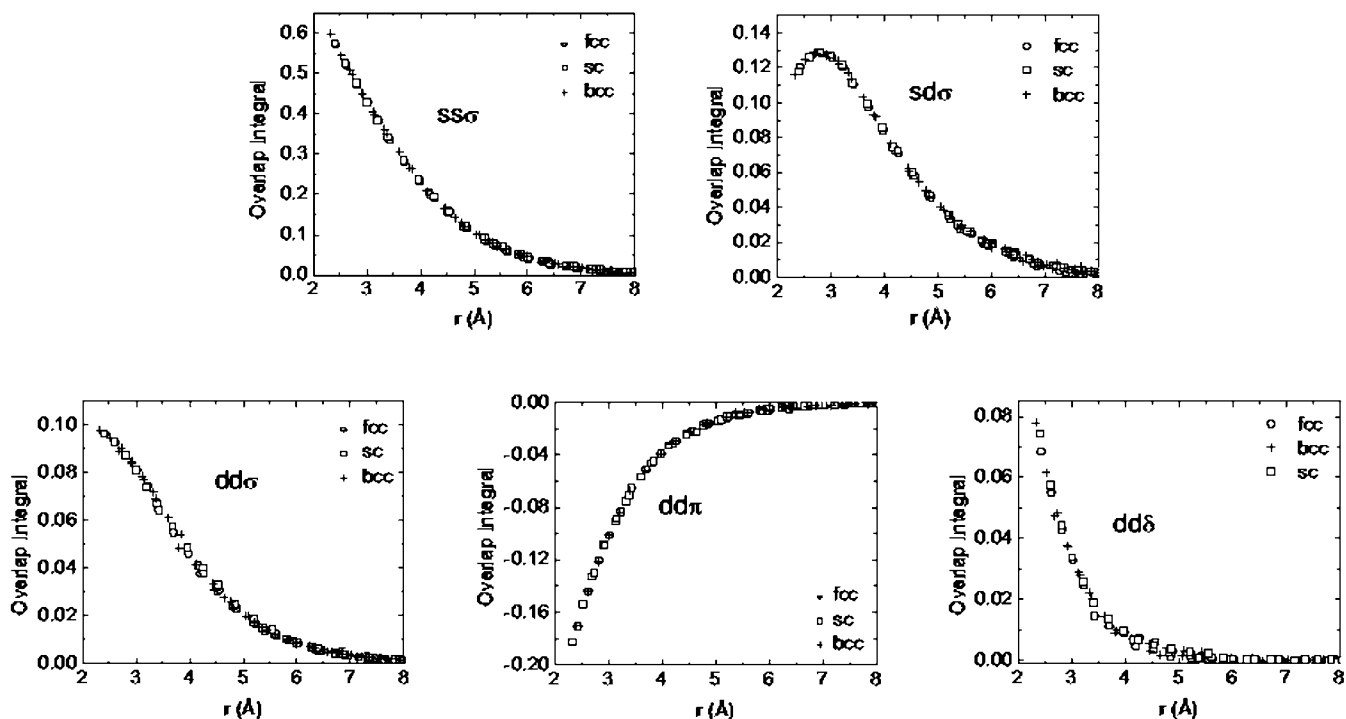 0.6
0.5
0.4
0.3
0.2
0.1
0.0
Overlap Integral
ssσ
fcc
sc
bcc
2 3 4 5 6 7 8
r (Å)
0.14
0.12
0.10
0.08
0.06
0.04
0.02
0.00
Overlap Integral
sdσ
fcc
sc
bcc
2 3 4 5 6 7 8
r (Å)
0.10
0.08
0.06
0.04
0.02
0.00
Overlap Integral
ddσ
fcc
sc
bcc
2 3 4 5 6 7 8
r (Å)
0.00
-0.04
-0.08
-0.12
-0.16
-0.20
Overlap Integral
ddπ
fcc
sc
bcc
2 3 4 5 6 7 8
r (Å)
0.08
0.06
0.04
0.02
0.00
Overlap Integral
ddδ
fcc
bcc
sc
2 3 4 5 6 7 8
r (Å)